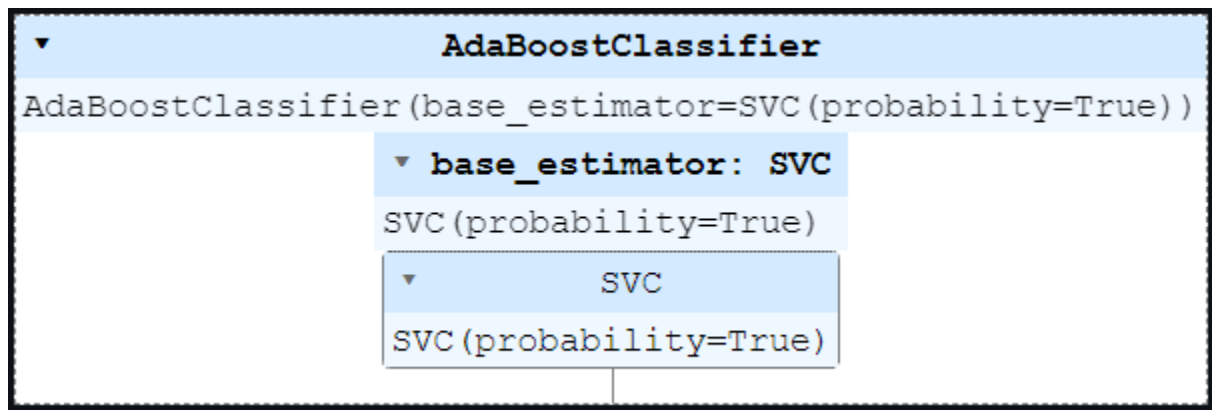 AdaBoostClassifier
AdaBoostClassifier(base_estimator=SVC(probability=True))
base_estimator: SVC
SVC(probability=True)
SVC
SVC(probability=True)